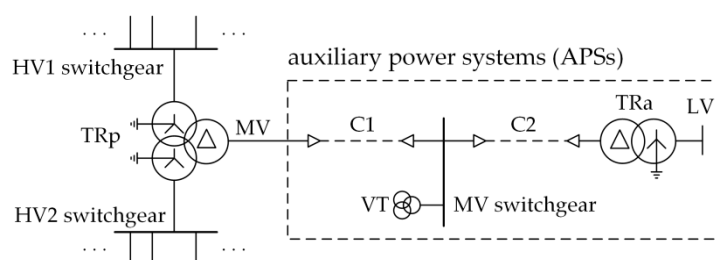 . . .
. . .
HV1 switchgear
auxiliary power systems (APSs)
TRp
MV
C1
C2
TRa
LV
VT
MV switchgear
HV2 switchgear
. . .
. . .